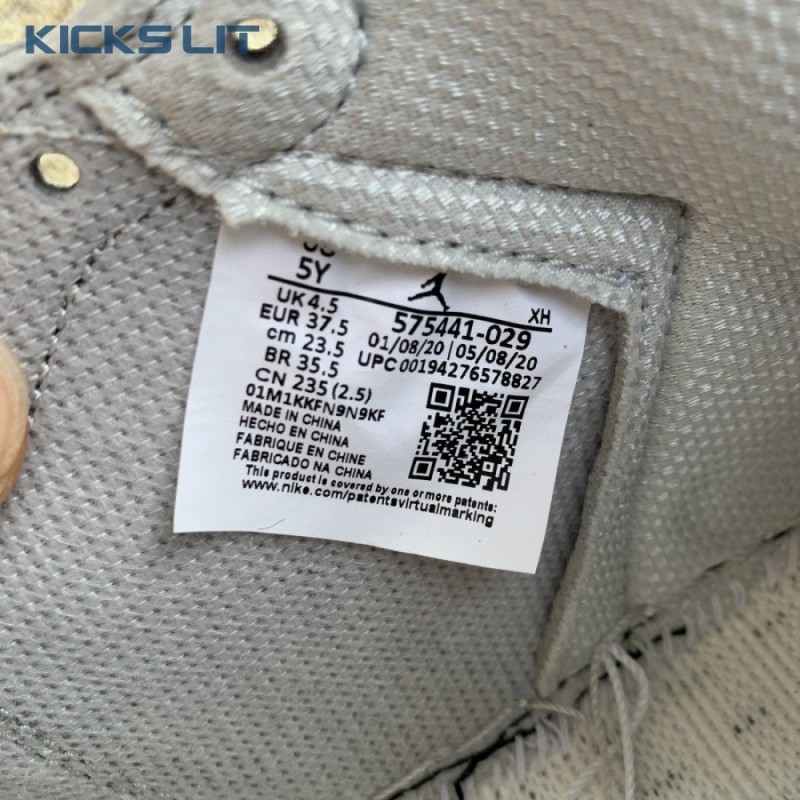 KICKS LIT
5Y
UK 4.5
EUR 37.5
cm 23.5
BR 35.5
CN 235 (2.5)
01M1KKFN9N9KF
MADE IN CHINA
HECHO EN CHINA
FABRIQUE EN CHINE
FABRICADO NA CHINA
XH
575441-029
01/08/20 | 05/08/20
UPC 00194276578827
This product is covered by one or more patents:
www.nike.com/patentsvirtualmarking